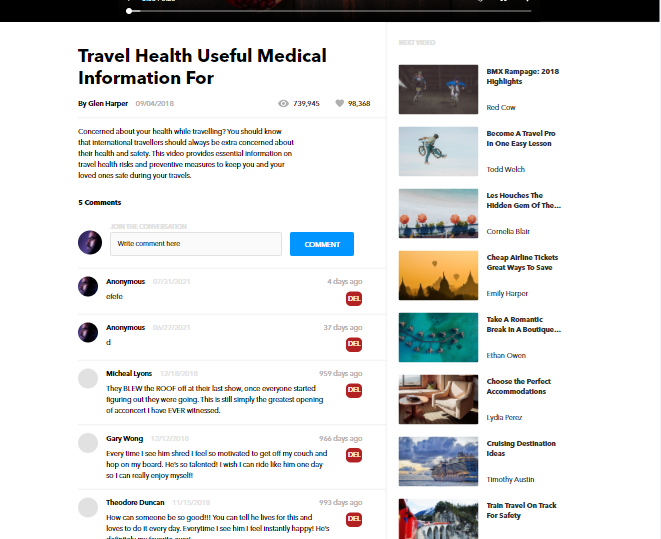 Travel Health Useful Medical
Information For
By Glen Harper 09/04/2018 739,945 98,368
Concerned about your health while travelling? You should know
that international travellers should always be extra concerned about
their health and safety. This video provides essential information on
travel health risks and preventive measures to keep you and your
loved ones safe during your travels.
5 Comments
JOIN THE CONVERSATION
Write comment here
COMMENT
Anonymous 07/31/2021 4 days ago
efefe
DEL
Anonymous 06/27/2021 37 days ago
d
DEL
Micheal Lyons 12/18/2018 959 days ago
They BLEW the ROOF off at their last show, once everyone started
figuring out they were going. This is still simply the greatest opening
of acconcert I have EVER witnessed.
DEL
Gary Wong 12/12/2018 966 days ago
Every time I see him shred I feel so motivated to get off my couch and
hop on my board. He's so talented! I wish I can ride like him one day
so I can really enjoy myself!
DEL
Theodore Duncan 11/15/2018 993 days ago
How can someone be so good!!! You can tell he lives for this and
loves to do it every day. Everytime I see him I feel instantly happy! He's
DEL
NEXT VIDEO
BMX Rampage: 2018
Highlights
Red Cow
Become A Travel Pro
In One Easy Lesson
Todd Welch
Les Houches The
Hidden Gem Of The...
Cornelia Blair
Cheap Airline Tickets
Great Ways To Save
Emily Harper
Take A Romantic
Break In A Boutique...
Ethan Owen
Choose the Perfect
Accommodations
Lydia Perez
Cruising Destination
Ideas
Timothy Austin
Train Travel On Track
For Safety